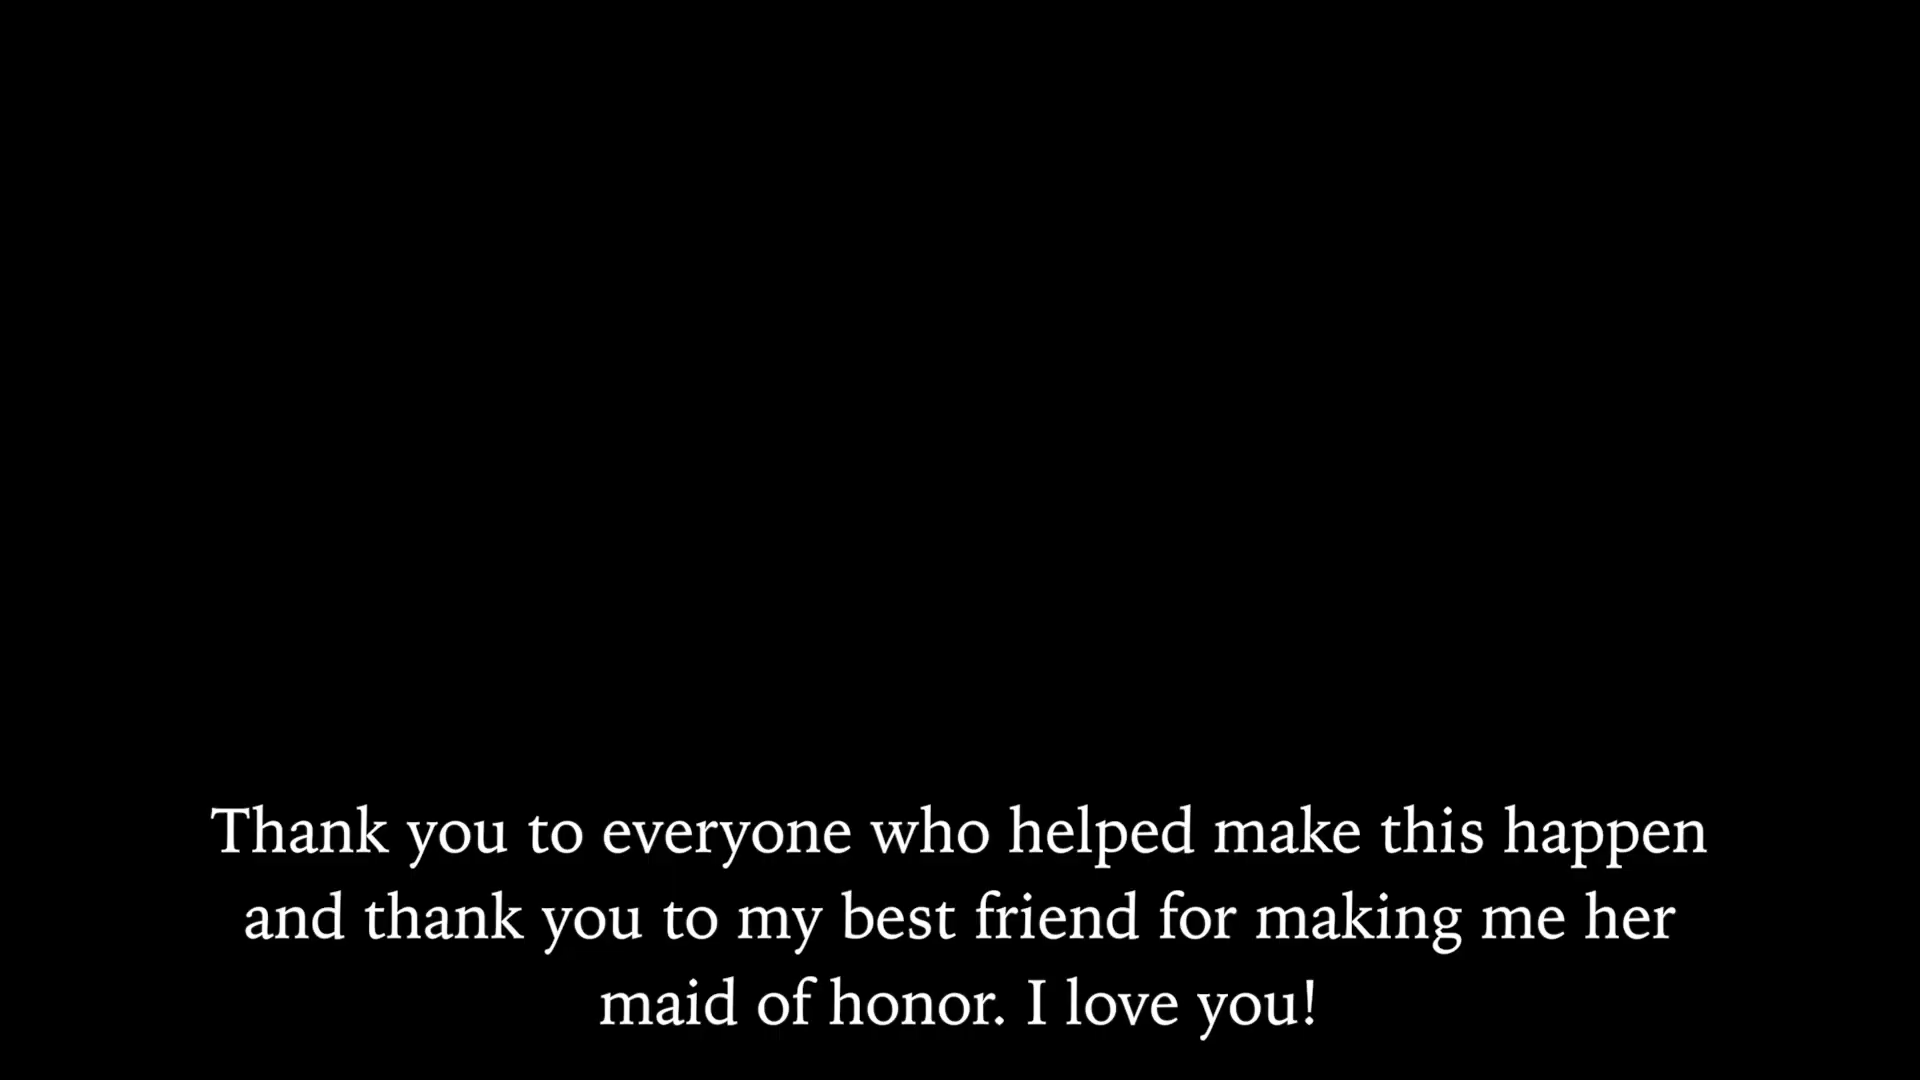 Thank you to everyone who helped make this happen
and thank you to my best friend for making me her
maid of honor. I love you!